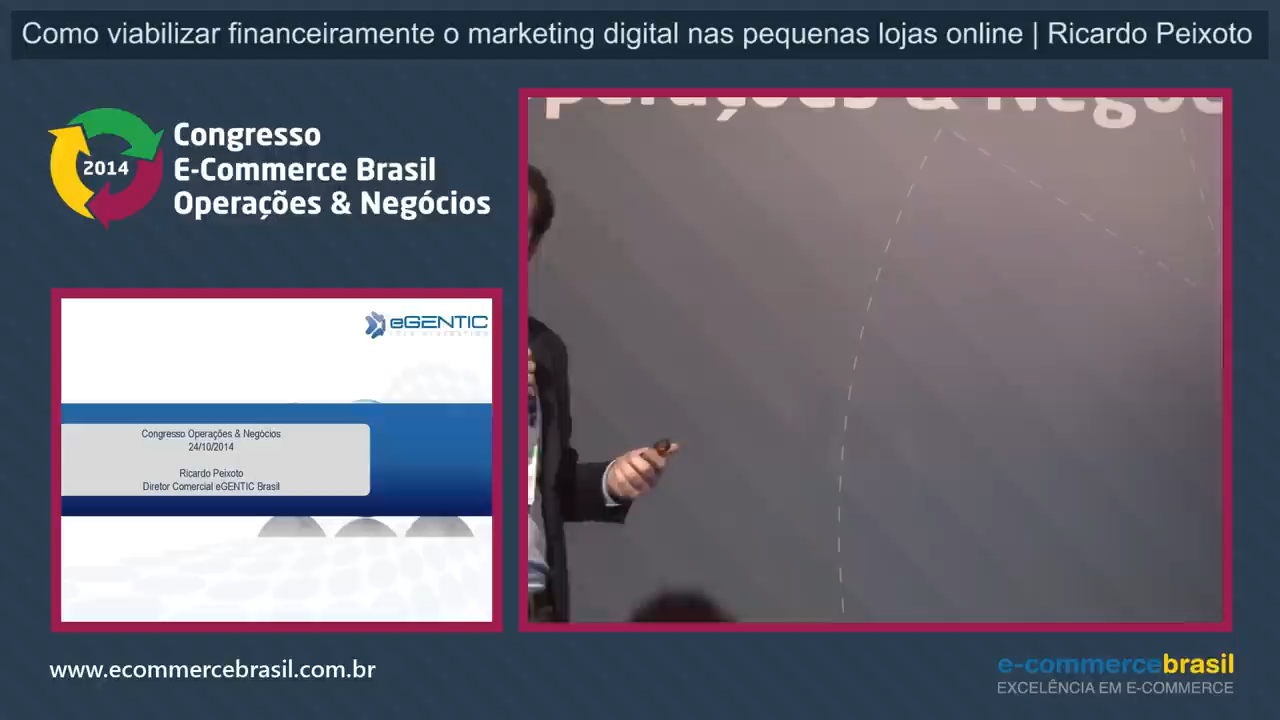 Como viabilizar financeiramente o marketing digital nas pequenas lojas online | Ricardo Peixoto
2014
Congresso
E-Commerce Brasil
Operações & Negócios
eGENTIC
Congresso Operações & Negócios
24/10/2014
Ricardo Peixoto
Diretor Comercial eGENTIC Brasil
perações & Negóc
www.ecommercebrasil.com.br
e-commercebrasil
EXCELÊNCIA EM E-COMMERCE